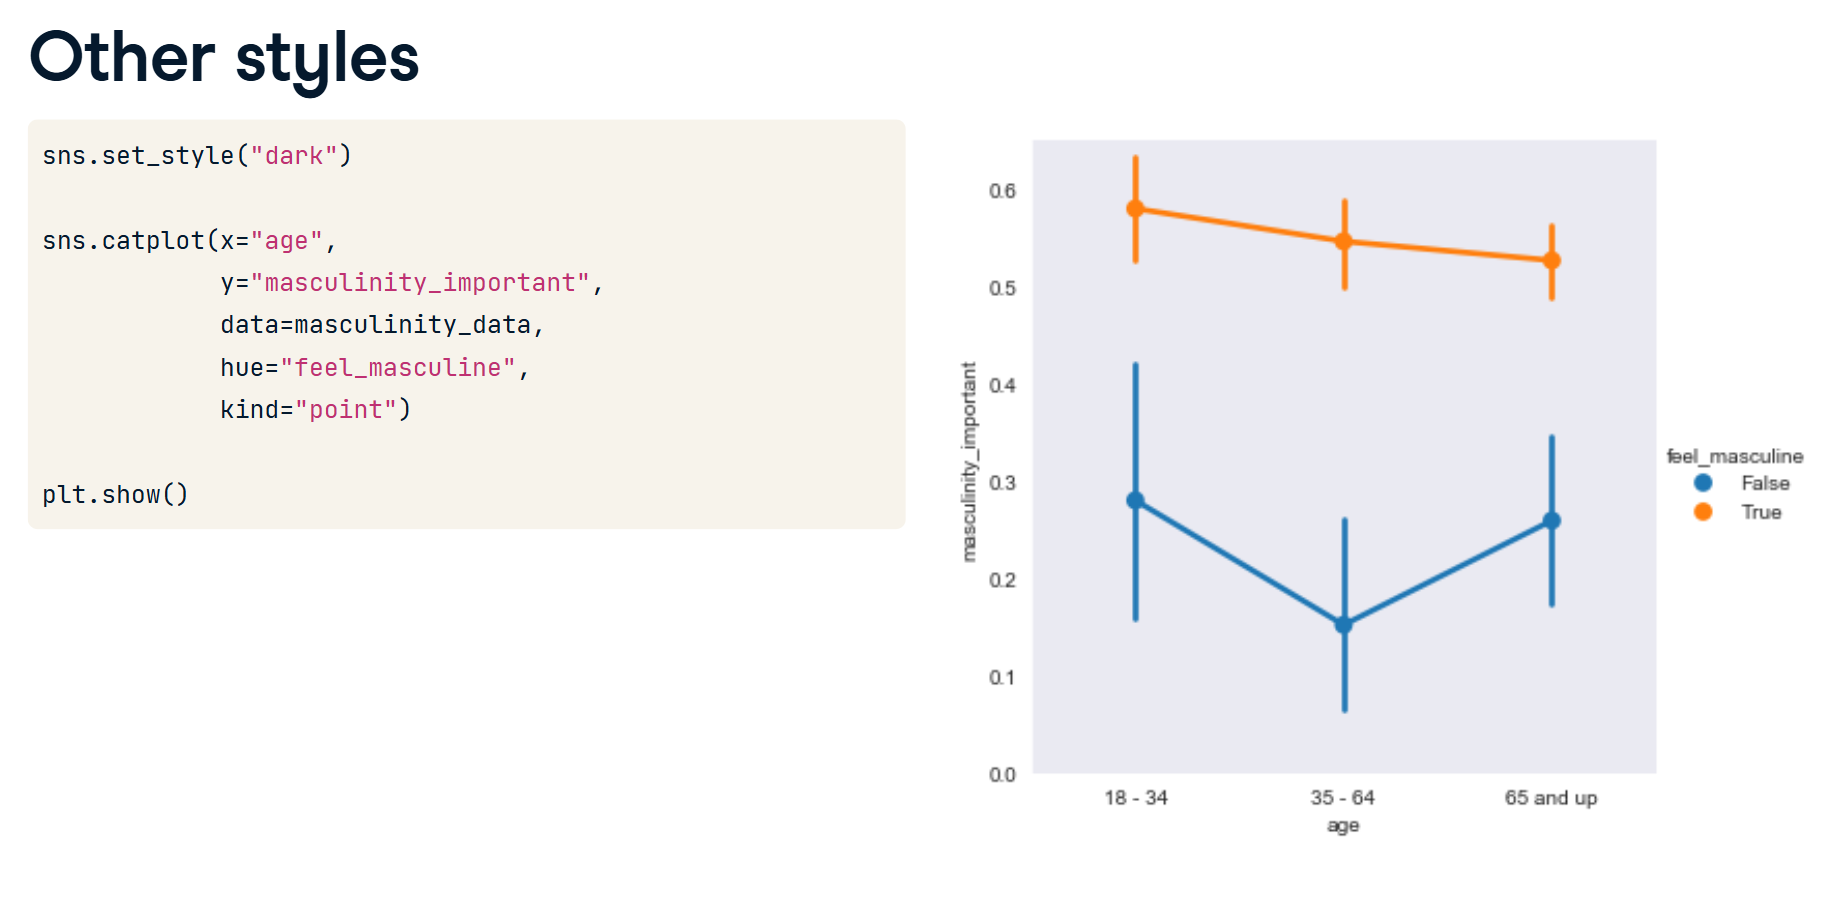 Other styles
sns.set_style("dark")
sns.catplot(x="age",
y="masculinity_important",
data=masculinity_data,
hue="feel_masculine",
kind="point")
plt.show()
0.6
0.5
0.4
0.3
0.2
0.1
0.0
masculinity_important
18 - 34
35 - 64
65 and up
age
feel_masculine
False
True